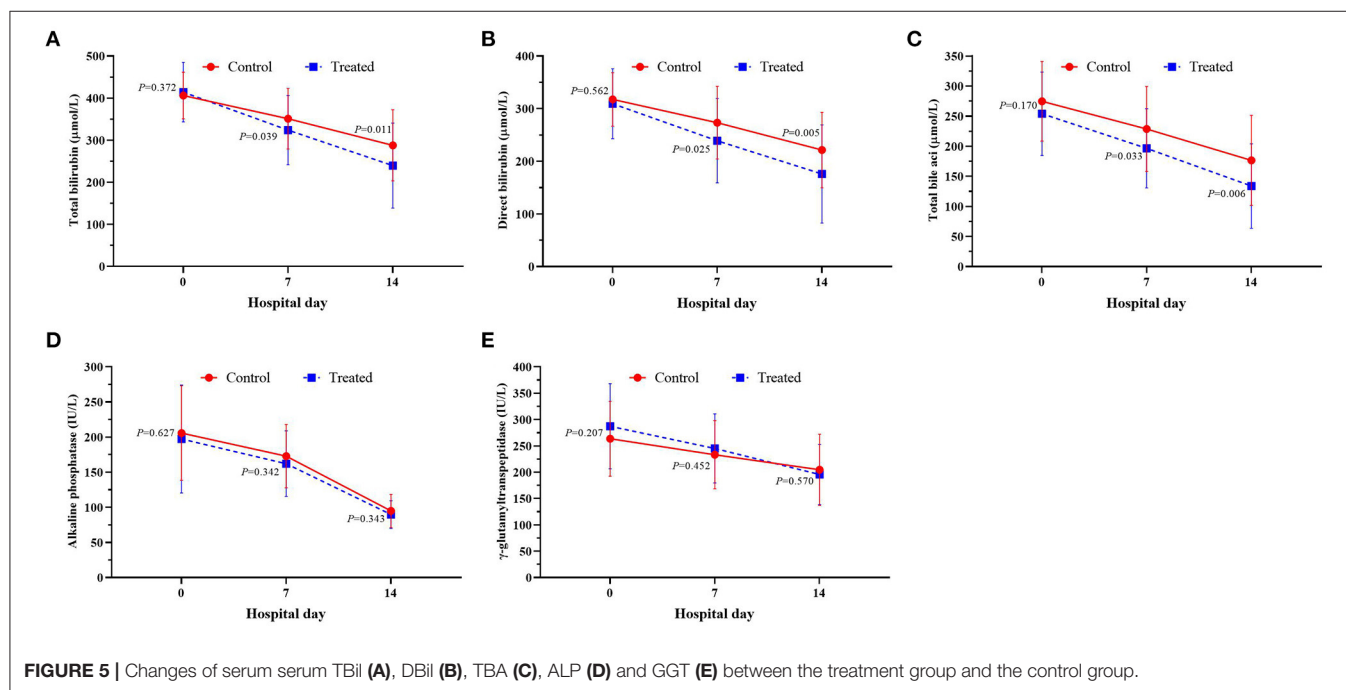 A
Control
Treated
Total bilirubin (μmol/L)
500
400
300
200
100
0
P=0.372
P=0.039
P=0.011
0
7
14
Hospital day
B
Control
Treated
Direct bilirubin (μmol/L)
400
300
200
100
0
P=0.562
P=0.025
P=0.005
0
7
14
Hospital day
C
Control
Treated
Total bile aci (μmol/L)
350
300
250
200
150
100
50
0
P=0.170
P=0.033
P=0.006
0
7
14
Hospital day
D
Control
Treated
Alkaline phosphatase (IU/L)
300
250
200
150
100
50
0
P=0.627
P=0.342
P=0.343
0
7
14
Hospital day
E
Control
Treated
γ-glutamyltranspeptidase (IU/L)
400
350
300
250
200
150
100
50
0
P=0.207
P=0.452
P=0.570
0
7
14
Hospital day
FIGURE 5 | Changes of serum serum TBil (A), DBil (B), TBA (C), ALP (D) and GGT (E) between the treatment group and the control group.